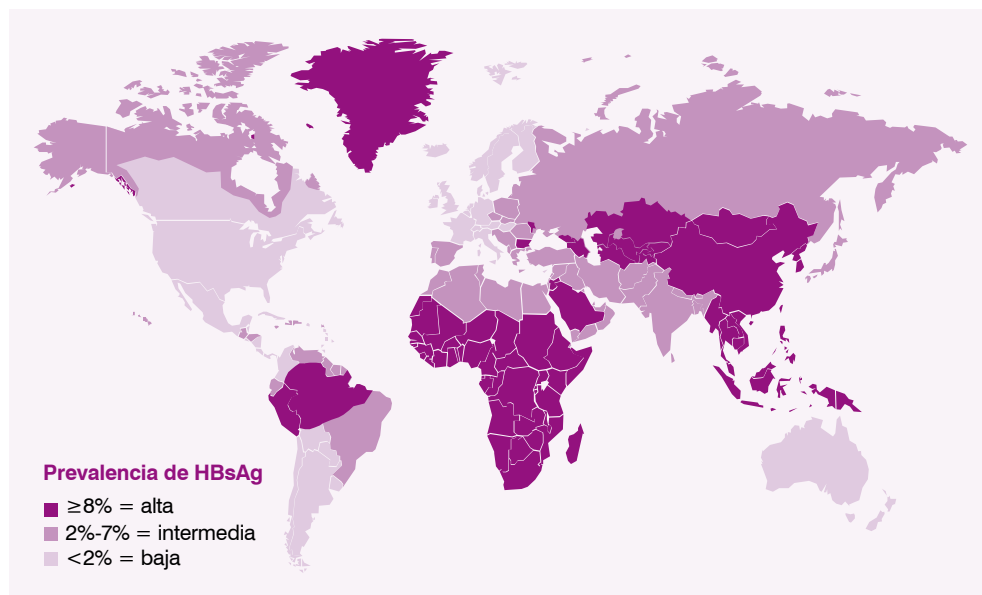 Prevalencia de HBsAg
≥8% = alta
2%-7% = intermedia
<2% = baja